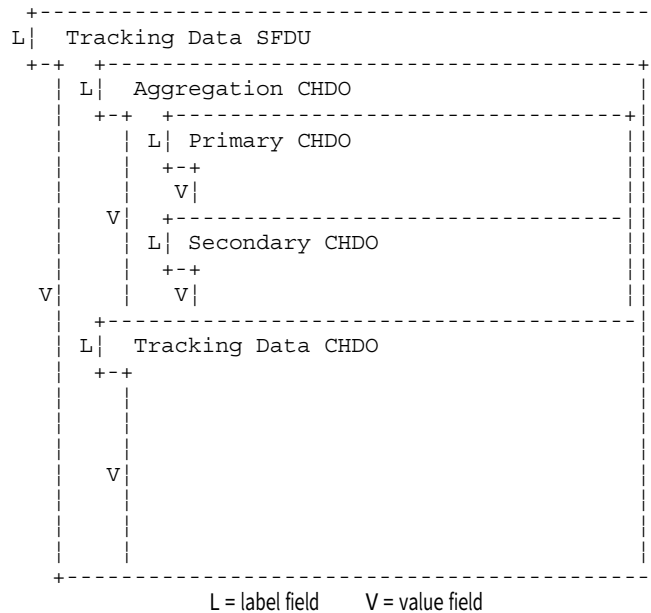 L Tracking Data SFDU
L Aggregation CHDO
L Primary CHDO
V
V
L Secondary CHDO
V V
L Tracking Data CHDO
V
L = label field V = value field